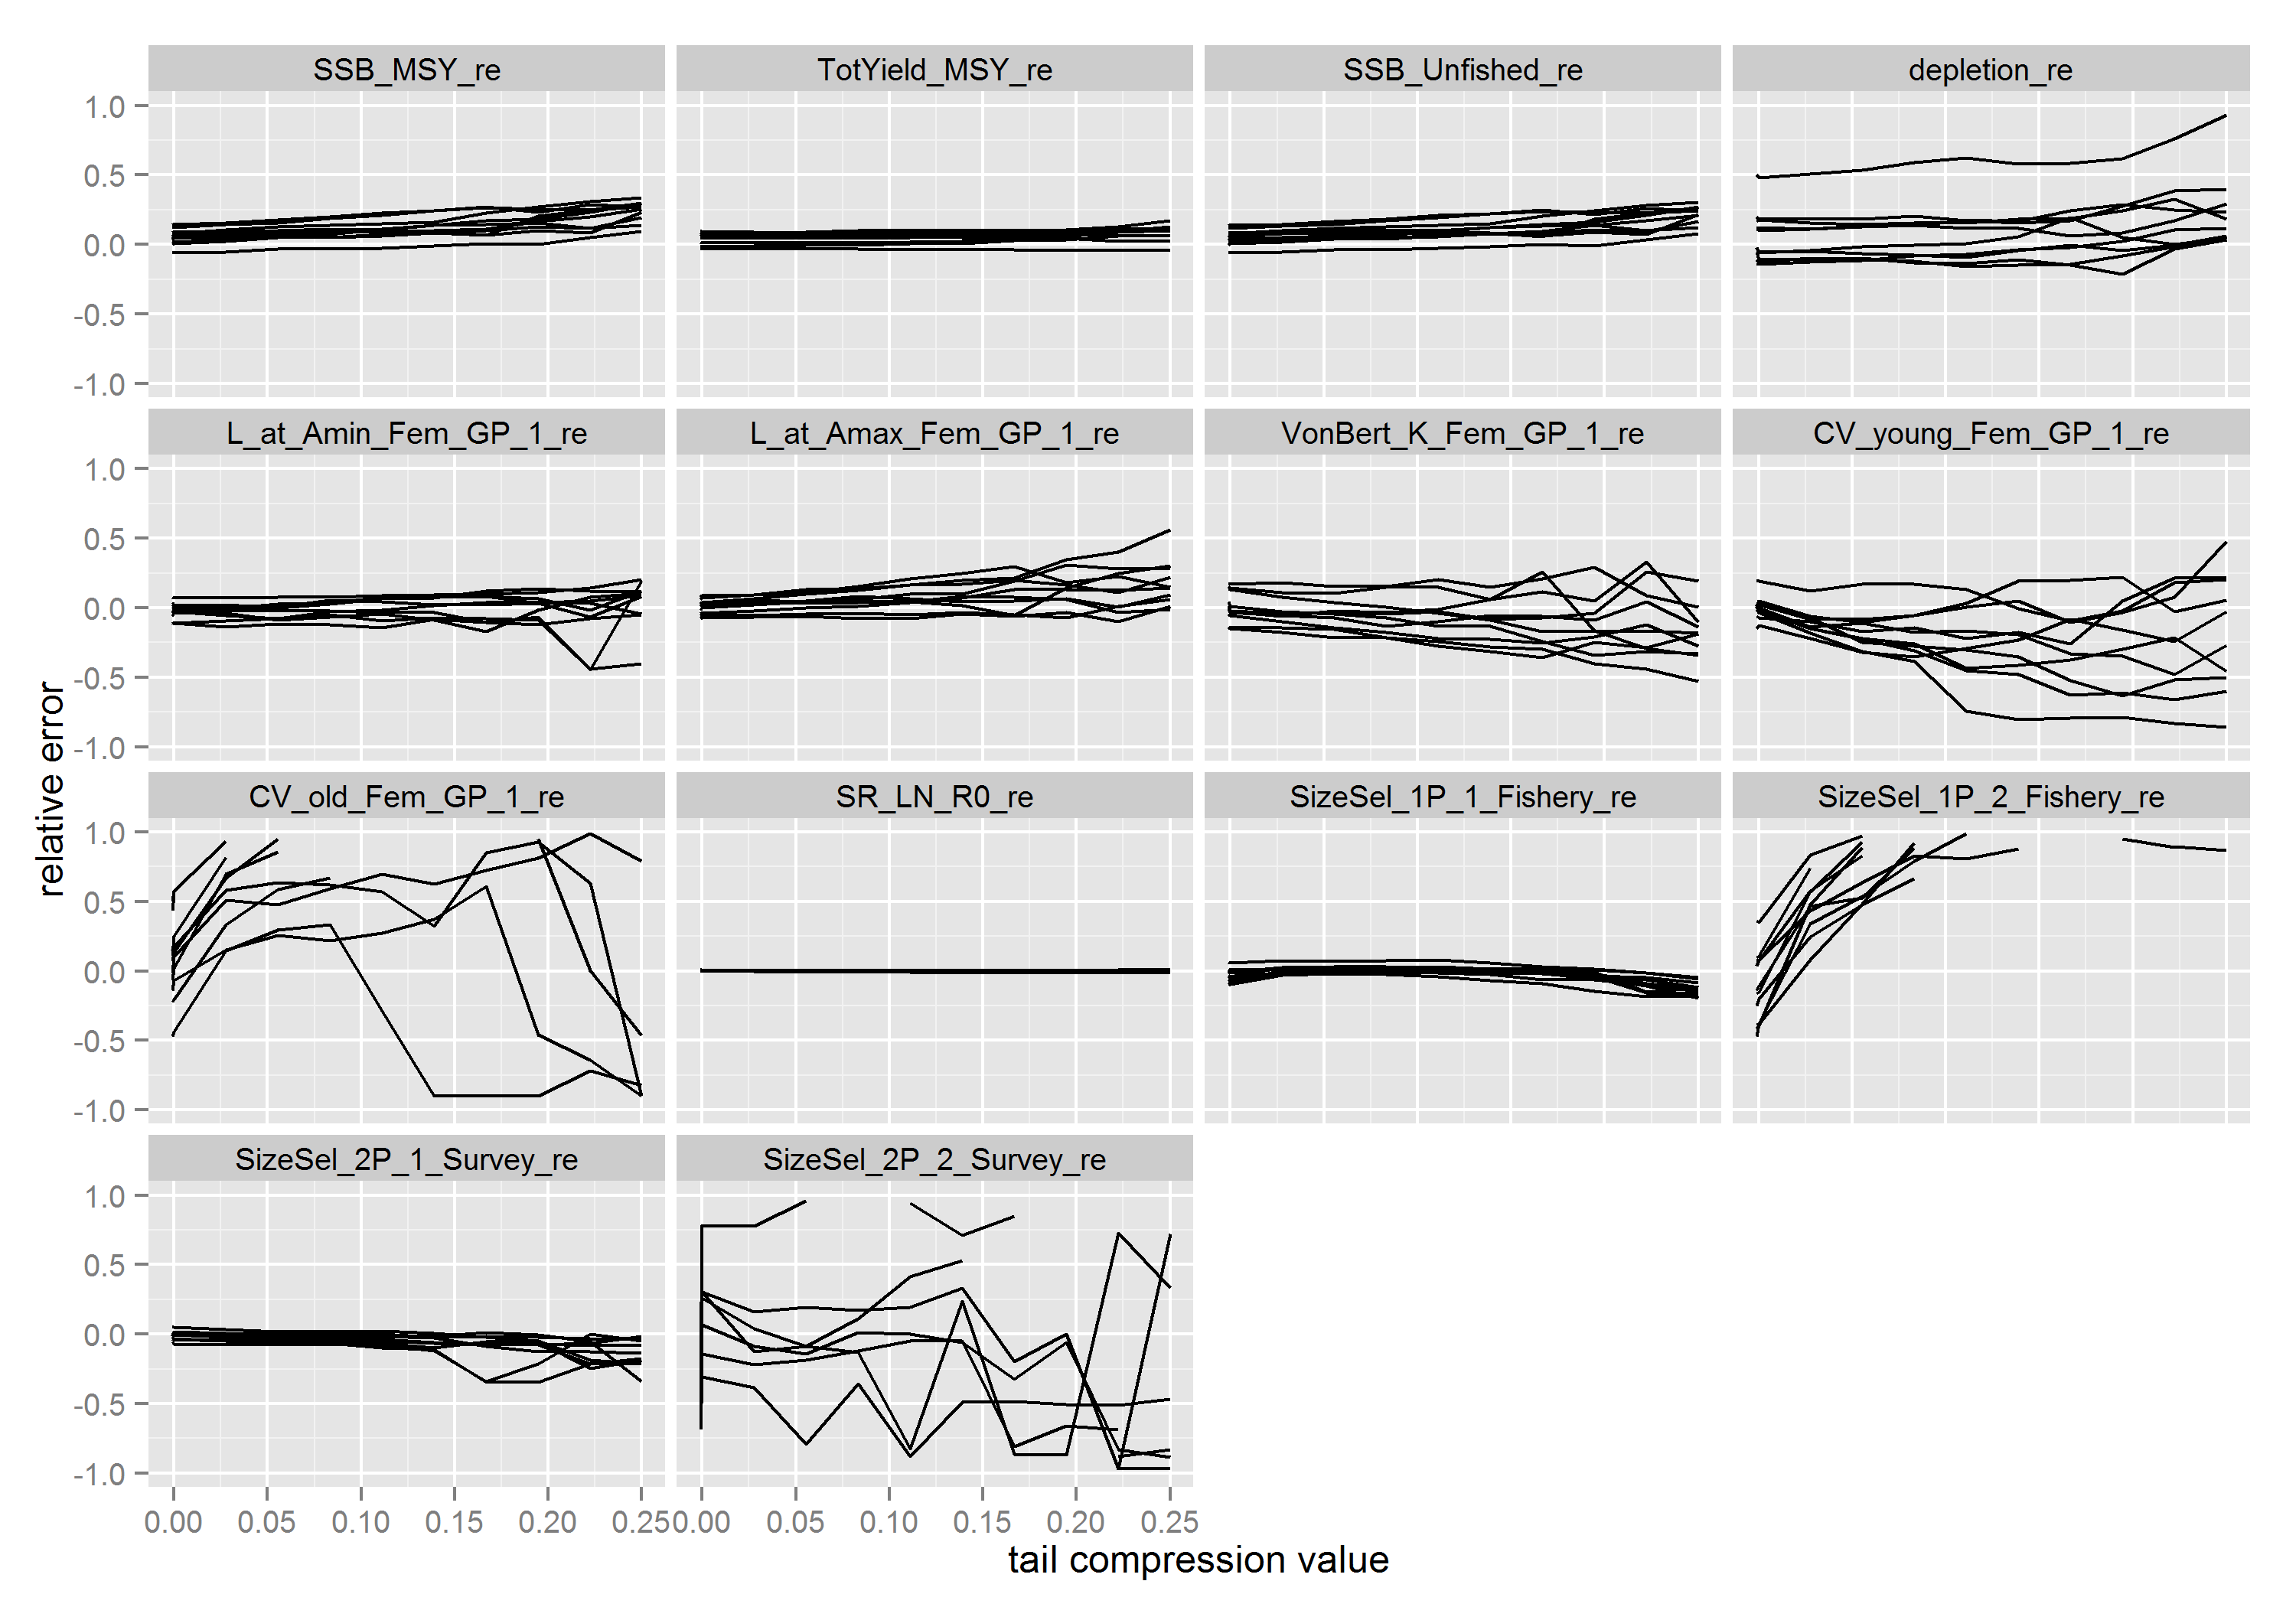 SSB_MSY_re TotYield_MSY_re SSB_Unfished_re depletion_re
1.0
0.5
0.0
-0.5
-1.0
L_at_Amin_Fem_GP_1_re L_at_Amax_Fem_GP_1_re VonBert_K_Fem_GP_1_re CV_young_Fem_GP_1_re
1.0
0.5
0.0
-0.5
-1.0
relative error
CV_old_Fem_GP_1_re SR_LN_R0_re SizeSel_1P_1_Fishery_re SizeSel_1P_2_Fishery_re
1.0
0.5
0.0
-0.5
-1.0
SizeSel_2P_1_Survey_re SizeSel_2P_2_Survey_re
1.0
0.5
0.0
-0.5
-1.0
0.00 0.05 0.10 0.15 0.20 0.25 0.00 0.05 0.10 0.15 0.20 0.25
tail compression value